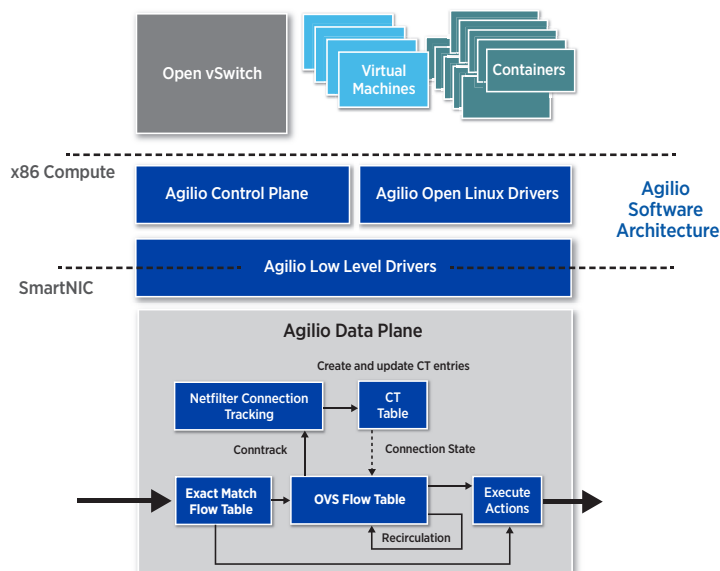 Open vSwitch
Virtual
Machines
Containers
x86 Compute
Agilio Control Plane
Agilio Open Linux Drivers
Agilio
Software
Architecture
Agilio Low Level Drivers
SmartNIC
Agilio Data Plane
Create and update CT entries
Netfilter Connection
Tracking
CT
Table
Conntrack
Connection State
Exact Match
Flow Table
OVS Flow Table
Execute
Actions
Recirculation